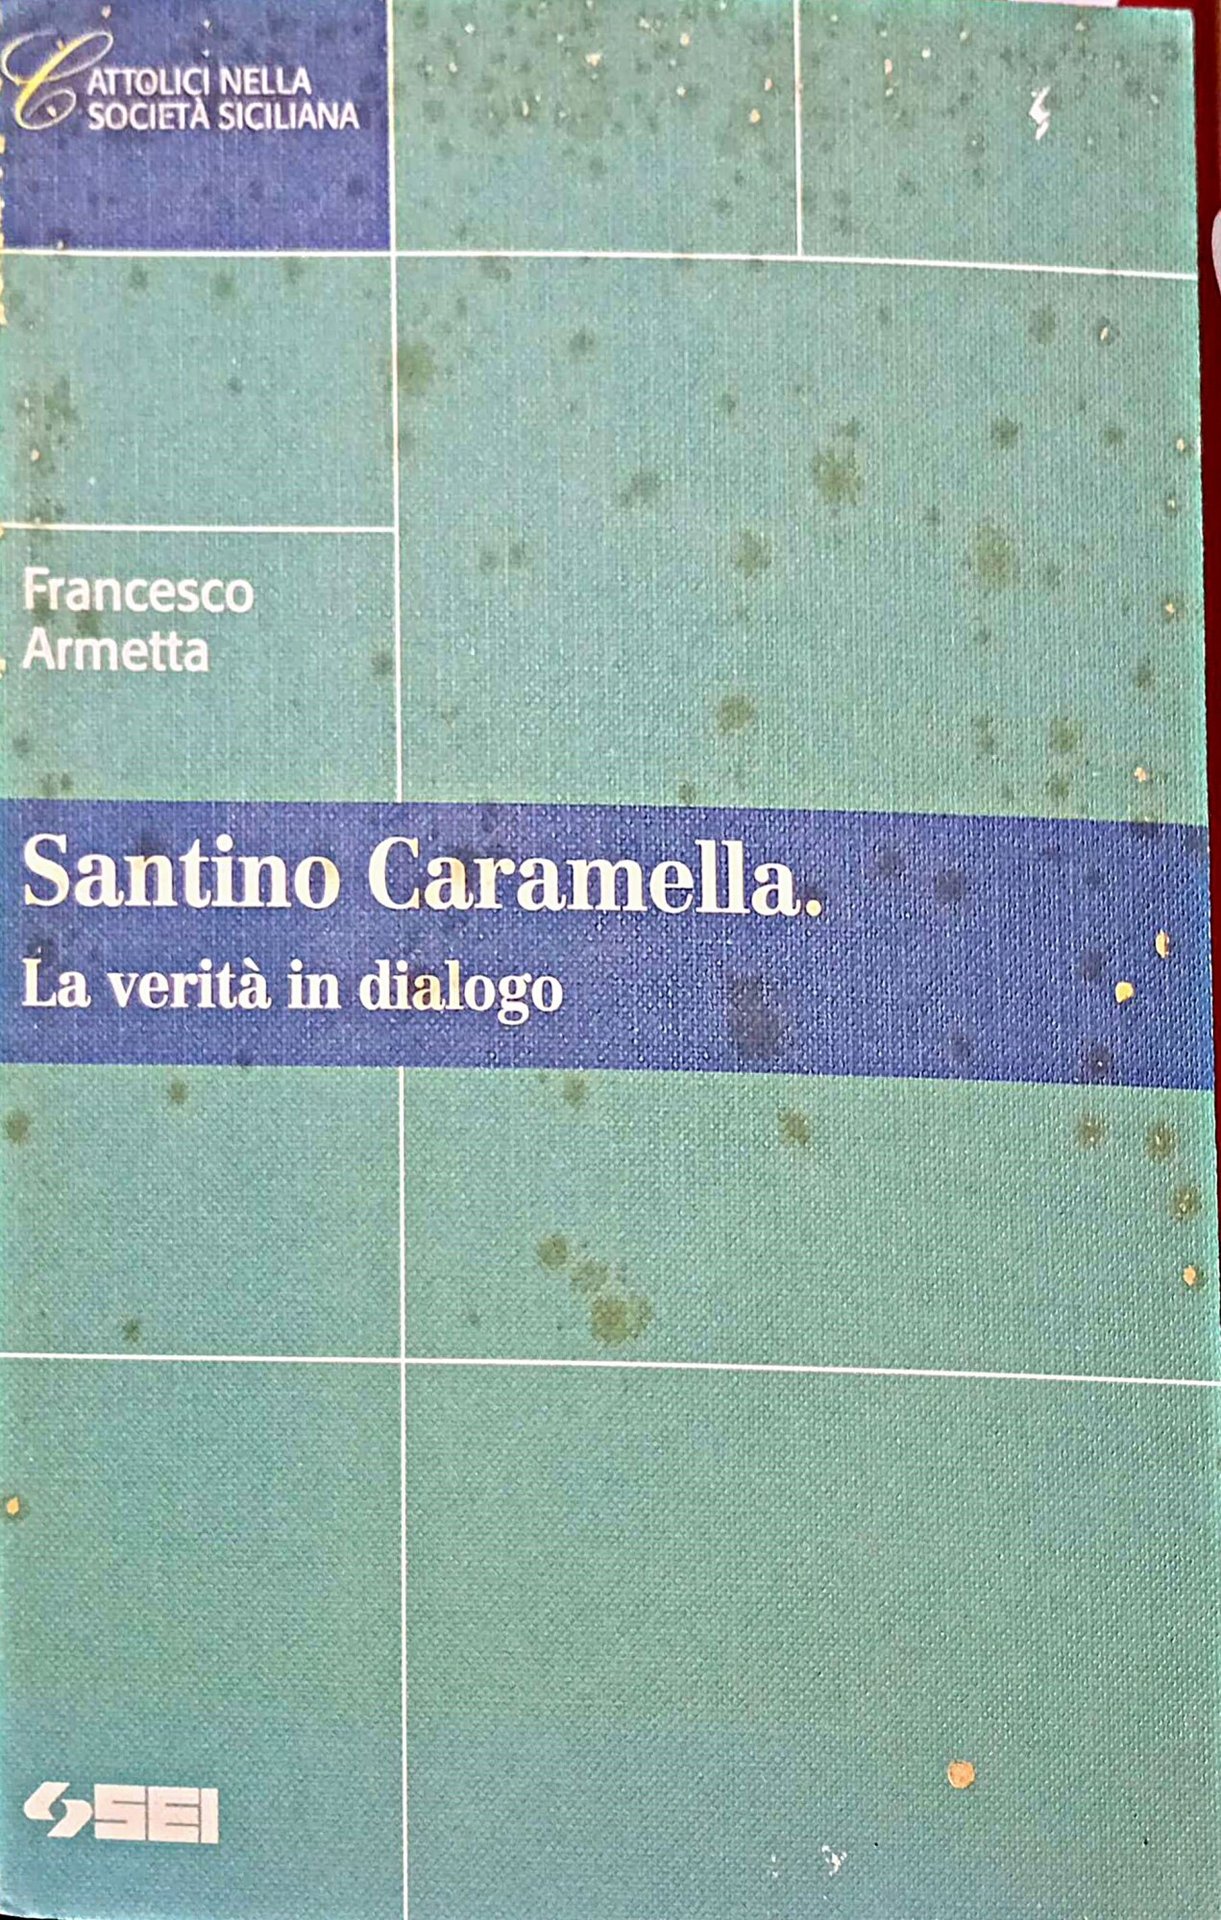 CATTOLICI NELLA
SOCIETÀ SICILIANA
Francesco
Armetta
Santino Caramella.
La verità in dialogo
SEI